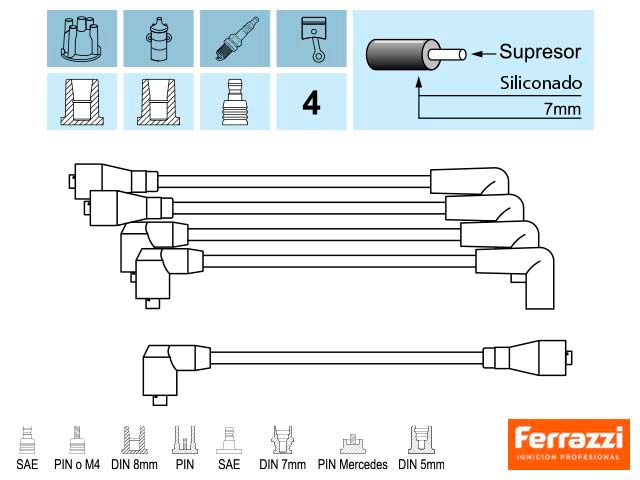 Supresor
Siliconado
7mm
4
SAE
PIN o M4
DIN 8mm
PIN
SAE
DIN 7mm
PIN Mercedes
DIN 5mm
Ferrazzi
IGNICION PROFESIONAL